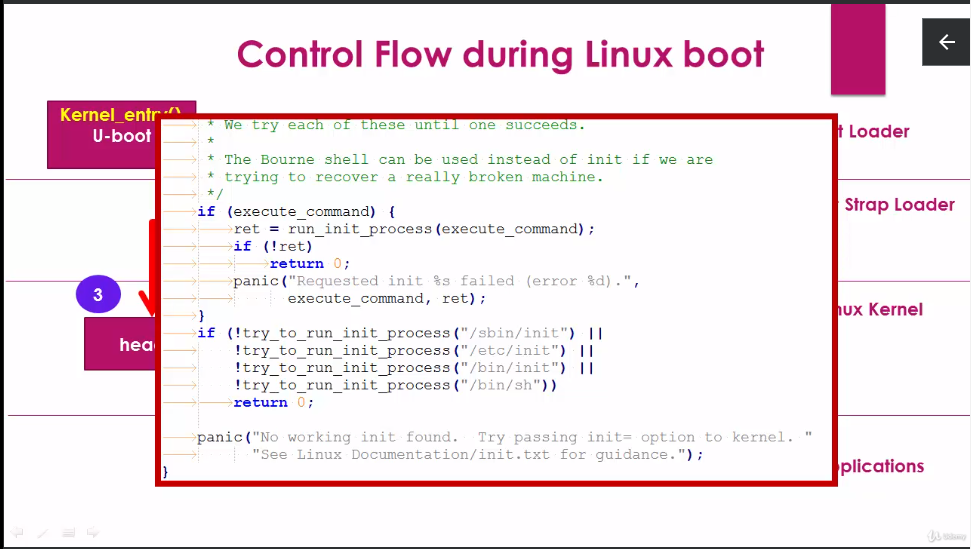 Control Flow during Linux boot
Kernel_entry()
U-boot
t Loader
Strap Loader
3
nux Kernel
hea
plications
* We try each of these until one succeeds.
*
* The Bourne shell can be used instead of init if we are
* trying to recover a really broken machine.
*/
if (execute_command) {
ret = run_init_process(execute_command);
if (!ret)
return 0;
panic("Requested init %s failed (error %d).",
execute_command, ret);
}
if (!try_to_run_init_process("/sbin/init") ||
!try_to_run_init_process("/etc/init") ||
!try_to_run_init_process("/bin/init") ||
!try_to_run_init_process("/bin/sh"))
return 0;
panic("No working init found.  Try passing init= option to kernel. "
"See Linux Documentation/init.txt for guidance.");
}
Udemy